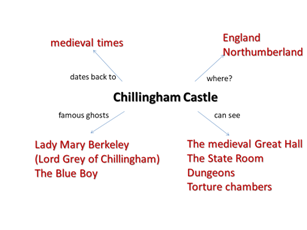 medieval times
England
Northumberland
dates back to
where?
Chillingham Castle
famous ghosts
can see
Lady Mary Berkeley
(Lord Grey of Chillingham)
The Blue Boy
The medieval Great Hall
The State Room
Dungeons
Torture chambers